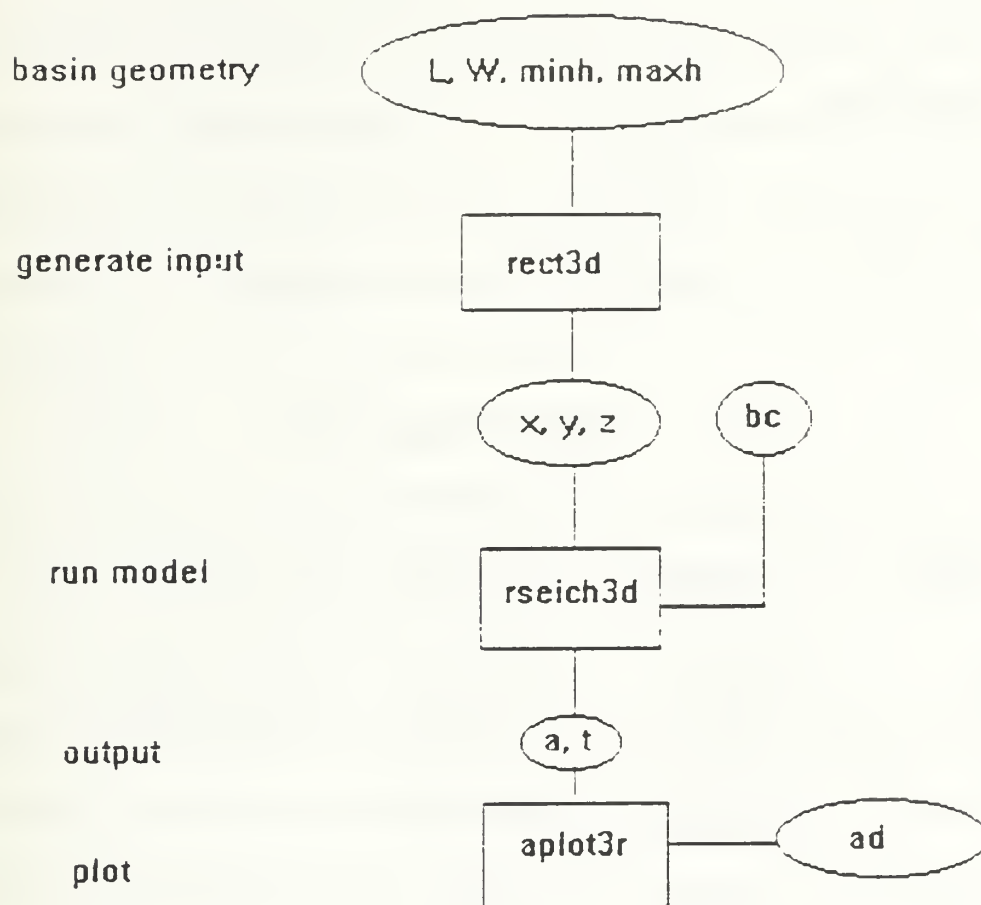 basin geometry
L, W, minh, maxh
generate input
rect3d
x, y, z
bc
run model
rseich3d
output
a, t
plot
aplot3r
ad